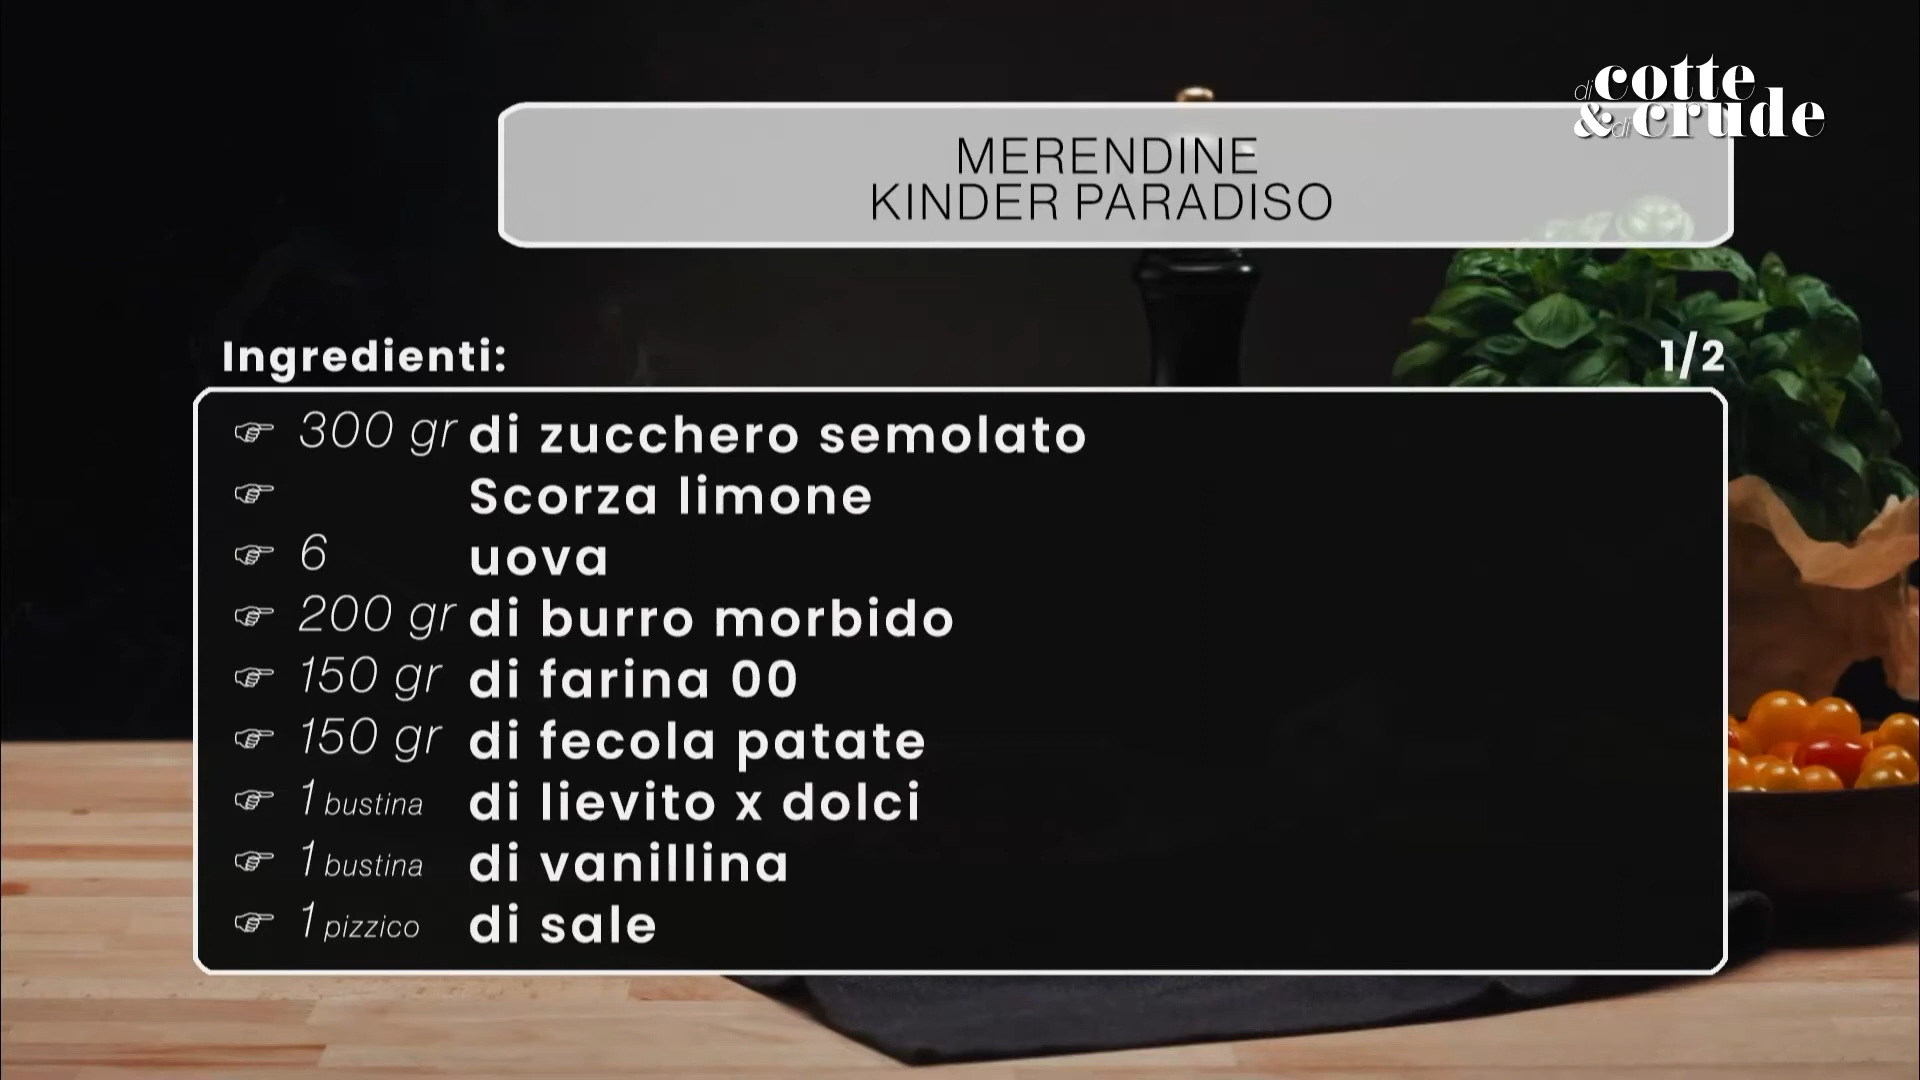 di cotte
& di crude
MERENDINE
KINDER PARADISO
Ingredienti:
1/2
☞ 300 gr di zucchero semolato
☞ Scorza limone
☞ 6 uova
☞ 200 gr di burro morbido
☞ 150 gr di farina 00
☞ 150 gr di fecola patate
☞ 1 bustina di lievito x dolci
☞ 1 bustina di vanillina
☞ 1 pizzico di sale